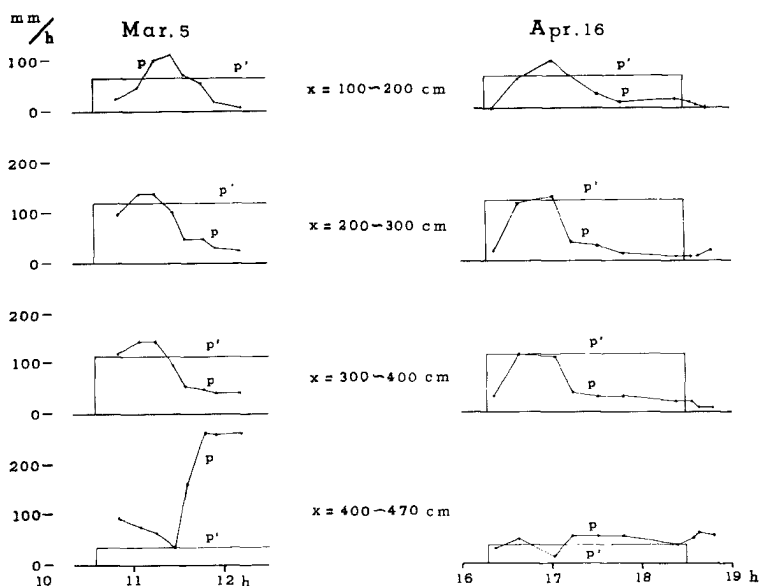 mm/h
Mar. 5
Apr. 16
100
0
p
p'
x = 100~200 cm
p'
p
200
100
0
p'
p
x = 200~300 cm
p'
p
200
100
0
p'
p
x = 300~400 cm
p'
p
200
100
0
p
p'
x = 400~470 cm
p
p'
10 11 12 h
16 17 18 19 h